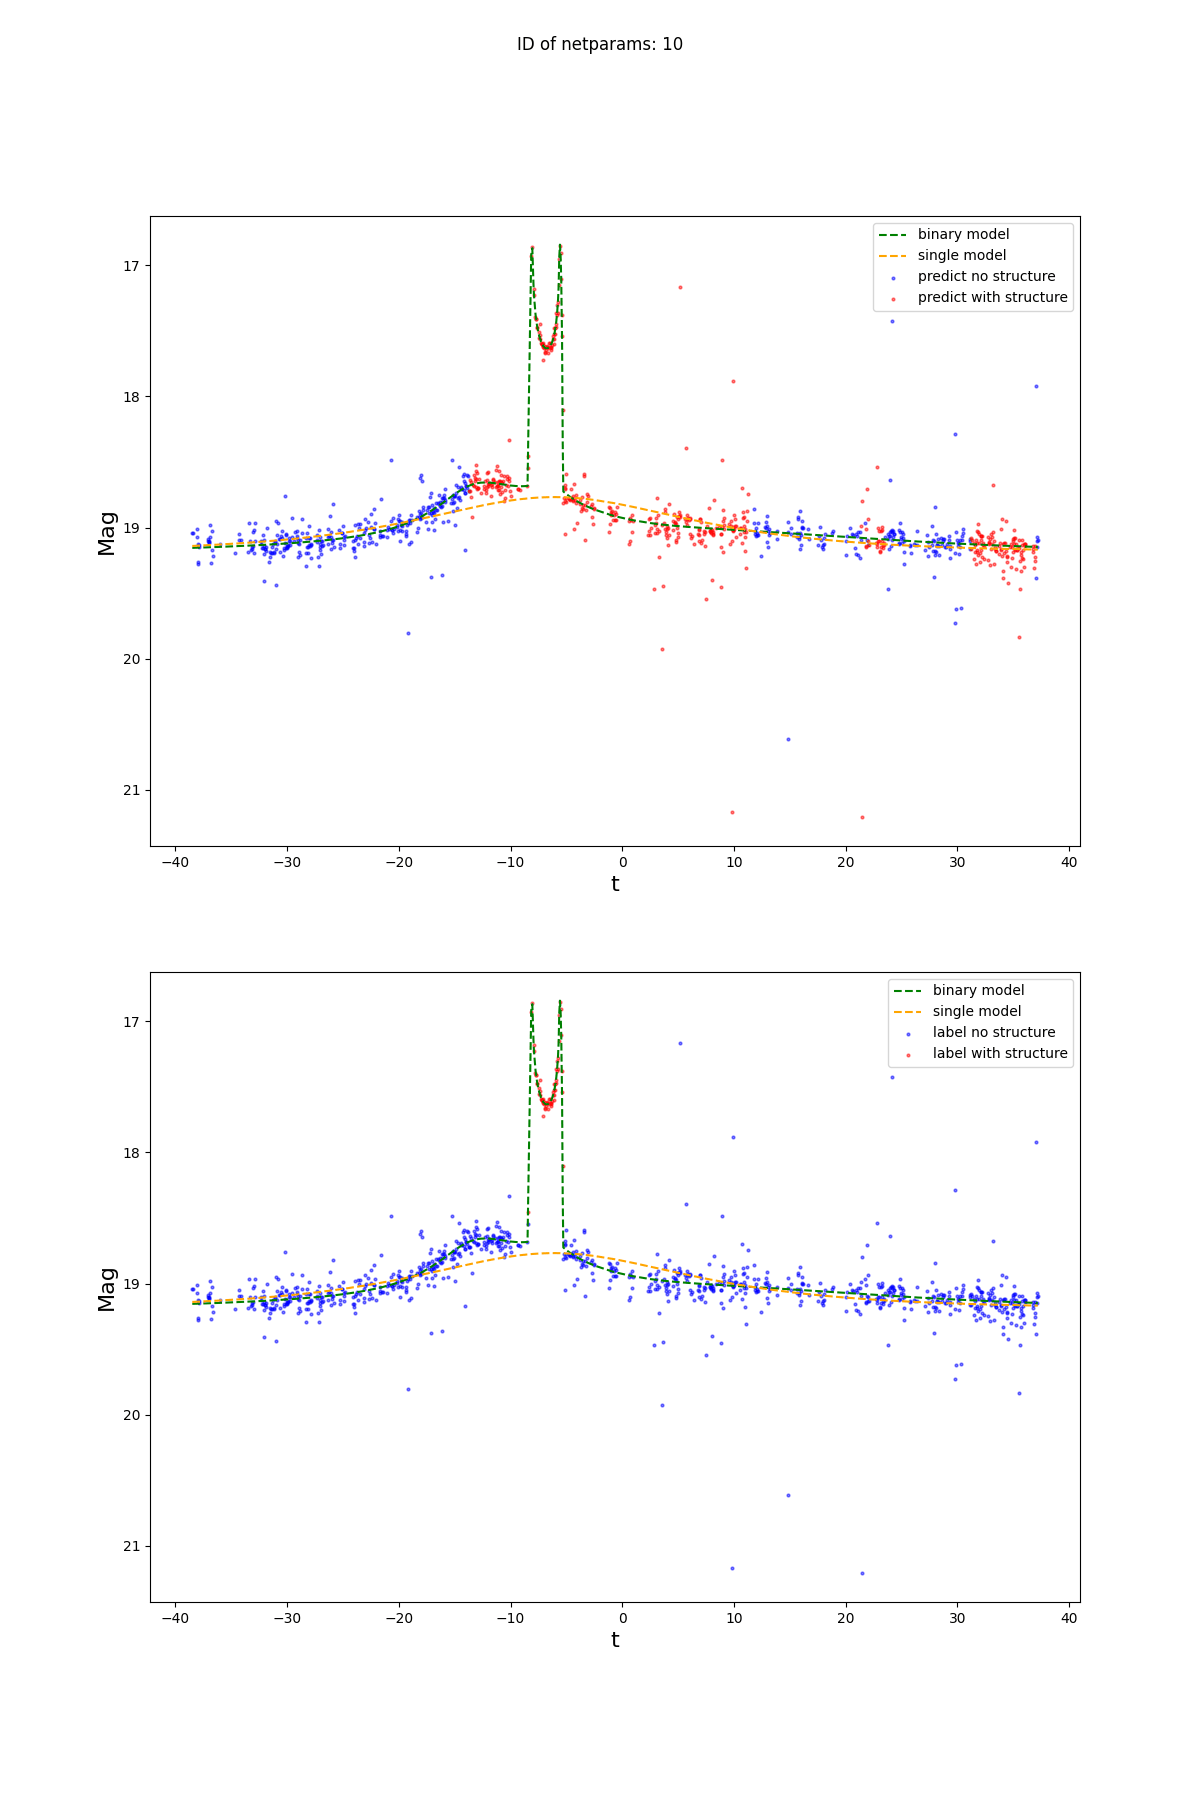 ID of netparams: 10
binary model
single model
predict no structure
predict with structure
17
18
19
20
21
Mag
−40 −30 −20 −10 0 10 20 30 40
t
binary model
single model
label no structure
label with structure
17
18
19
20
21
Mag
−40 −30 −20 −10 0 10 20 30 40
t